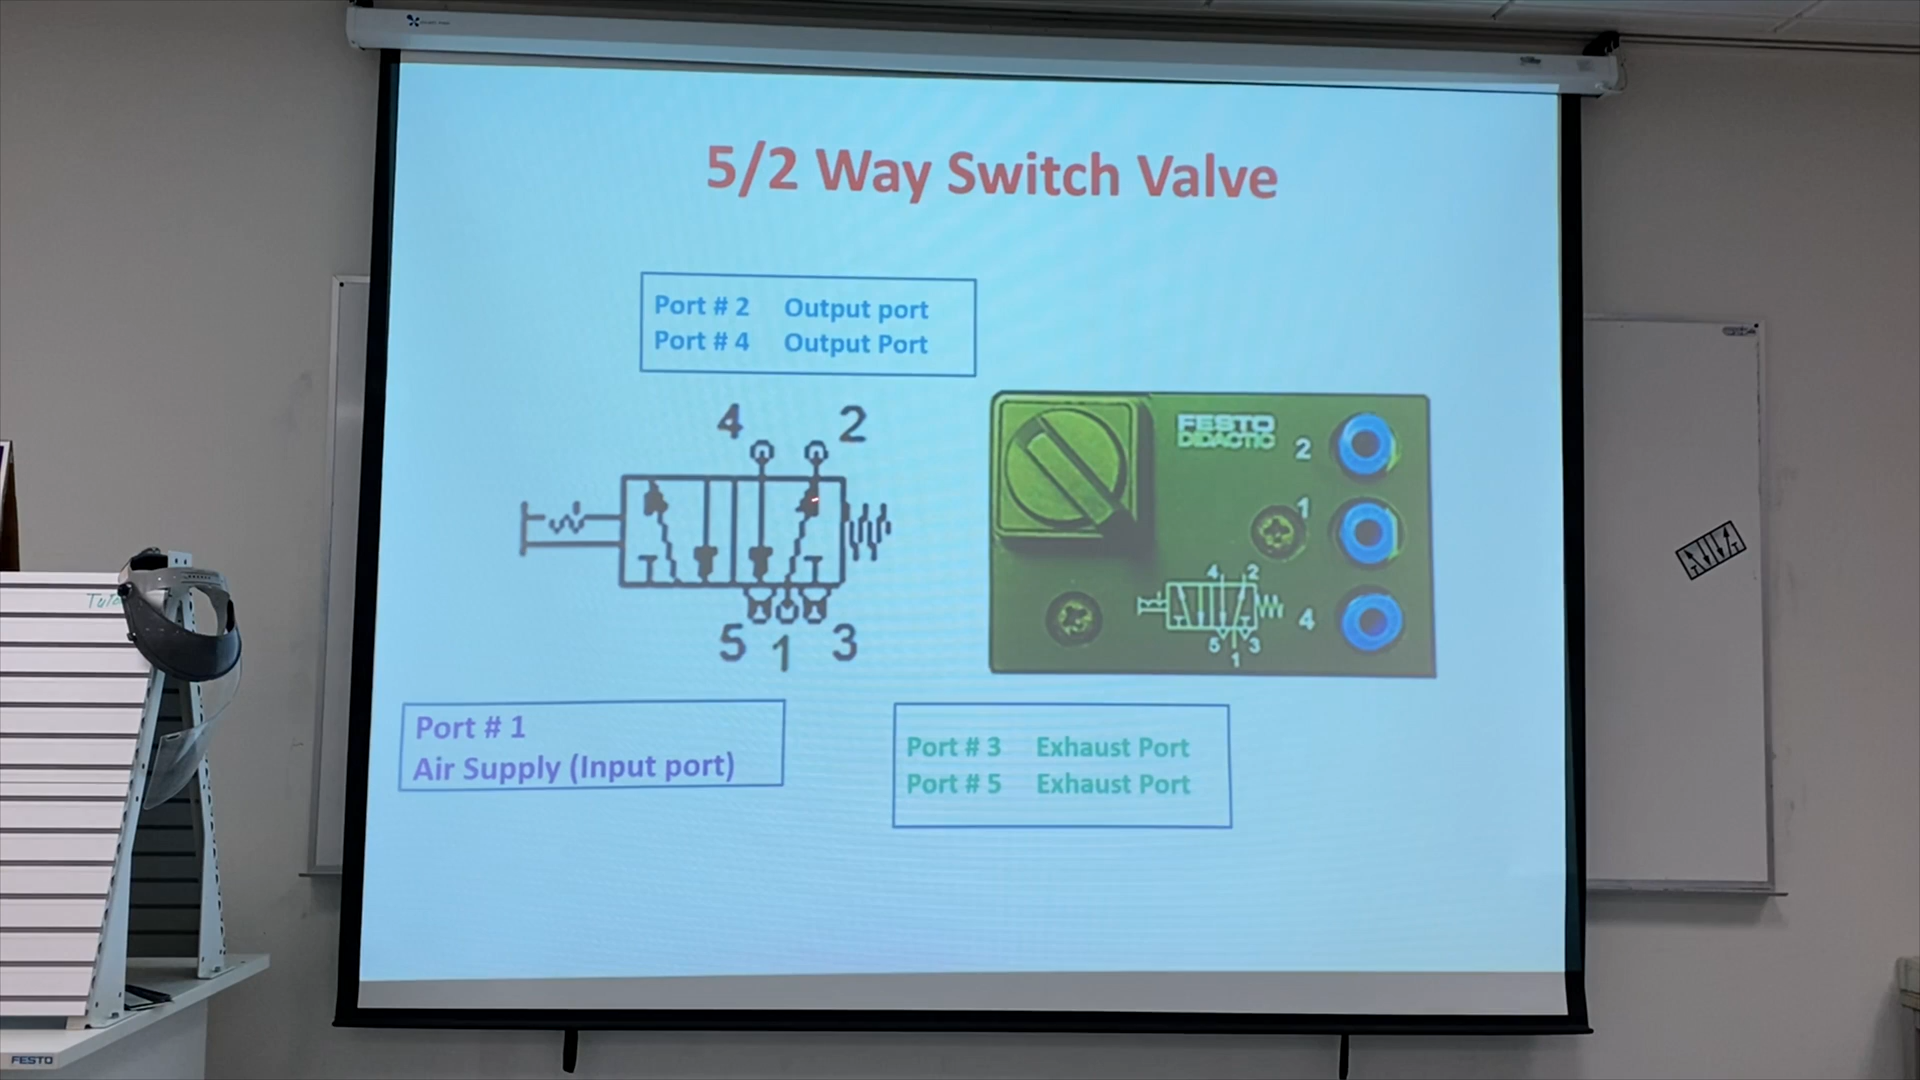 5/2 Way Switch Valve
Port # 2 Output port
Port # 4 Output Port
4 2
5 1 3
FESTO
DIDACTIC
2
1
4
4 2
5 3
1
Port # 1
Air Supply (Input port)
Port # 3 Exhaust Port
Port # 5 Exhaust Port
FESTO